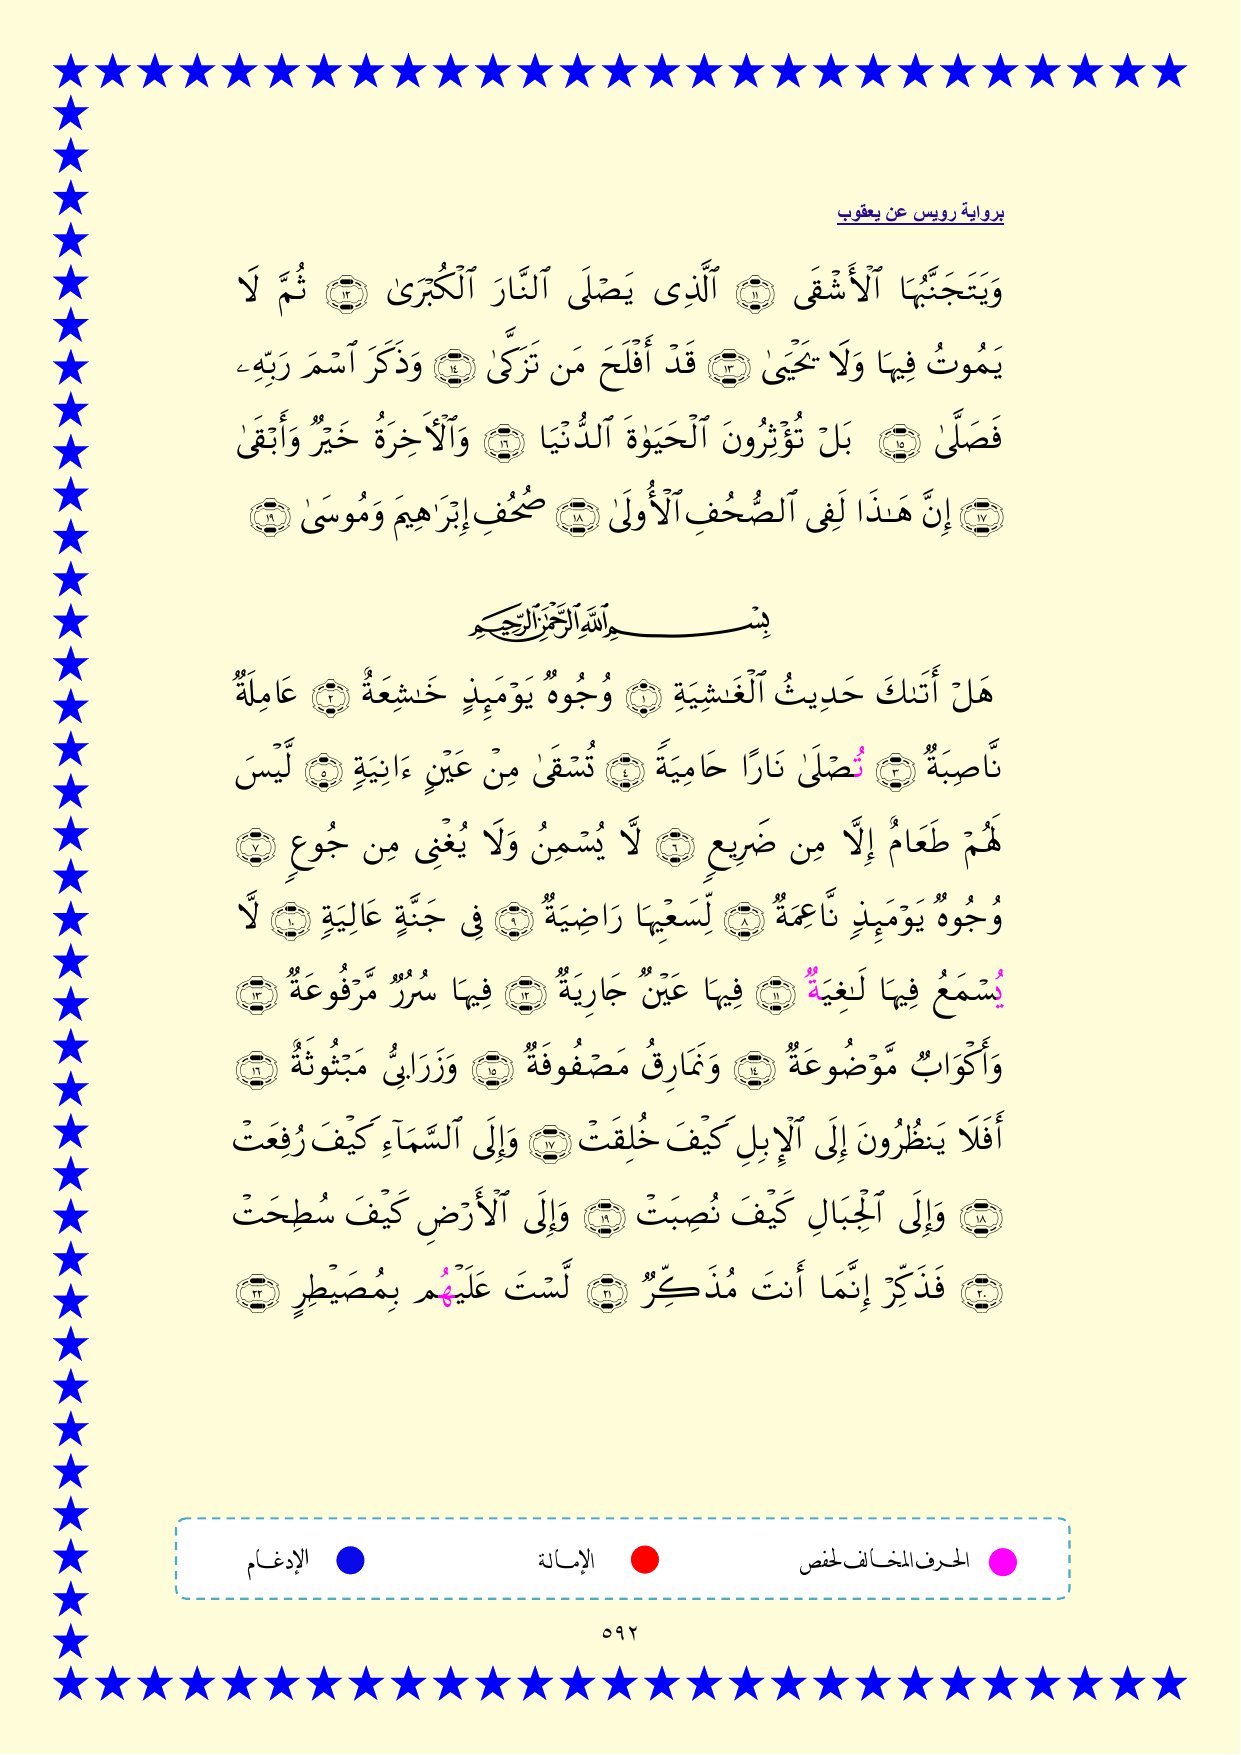 برواية رويس عن يعقوب
وَيَتَجَنَّبُهَا ٱلْأَشْقَى ١١ ٱلَّذِى يَصْلَى ٱلنَّارَ ٱلْكُبْرَىٰ ١٢ ثُمَّ لَا
يَمُوتُ فِيهَا وَلَا يَحْيَىٰ ١٣ قَدْ أَفْلَحَ مَن تَزَكَّىٰ ١٤ وَذَكَرَ ٱسْمَ رَبِّهِۦ
فَصَلَّىٰ ١٥ بَلْ تُؤْثِرُونَ ٱلْحَيَوٰةَ ٱلدُّنْيَا ١٦ وَٱلْأَخِرَةُ خَيْرٌ وَأَبْقَىٰ
١٧ إِنَّ هَـٰذَا لَفِى ٱلصُّحُفِ ٱلْأُولَىٰ ١٨ صُحُفِ إِبْرَٰهِيمَ وَمُوسَىٰ ١٩
بِسْمِ ٱللَّهِ ٱلرَّحْمَٰنِ ٱلرَّحِيمِ
هَلْ أَتَىٰكَ حَدِيثُ ٱلْغَـٰشِيَةِ ١ وُجُوهٌ يَوْمَئِذٍ خَـٰشِعَةٌ ٢ عَامِلَةٌ
نَّاصِبَةٌ ٣ تُصْلَىٰ نَارًا حَامِيَةً ٤ تُسْقَىٰ مِنْ عَيْنٍ ءَانِيَةٍ ٥ لَّيْسَ
لَهُمْ طَعَامٌ إِلَّا مِن ضَرِيعٍ ٦ لَّا يُسْمِنُ وَلَا يُغْنِى مِن جُوعٍ ٧
وُجُوهٌ يَوْمَئِذٍ نَّاعِمَةٌ ٨ لِّسَعْيِهَا رَاضِيَةٌ ٩ فِى جَنَّةٍ عَالِيَةٍ ١٠ لَّا
يُسْمَعُ فِيهَا لَـٰغِيَةٌ ١١ فِيهَا عَيْنٌ جَارِيَةٌ ١٢ فِيهَا سُرُرٌ مَّرْفُوعَةٌ ١٣
وَأَكْوَابٌ مَّوْضُوعَةٌ ١٤ وَنَمَارِقُ مَصْفُوفَةٌ ١٥ وَزَرَابِىُّ مَبْثُوثَةٌ ١٦
أَفَلَا يَنظُرُونَ إِلَى ٱلْإِبِلِ كَيْفَ خُلِقَتْ ١٧ وَإِلَى ٱلسَّمَآءِ كَيْفَ رُفِعَتْ
١٨ وَإِلَى ٱلْجِبَالِ كَيْفَ نُصِبَتْ ١٩ وَإِلَى ٱلْأَرْضِ كَيْفَ سُطِحَتْ
٢٠ فَذَكِّرْ إِنَّمَا أَنتَ مُذَكِّرٌ ٢١ لَّسْتَ عَلَيْهُم بِمُصَيْطِرٍ ٢٢
الحرف المخالف لحفص الإمالة الإدغام
٥٩٢